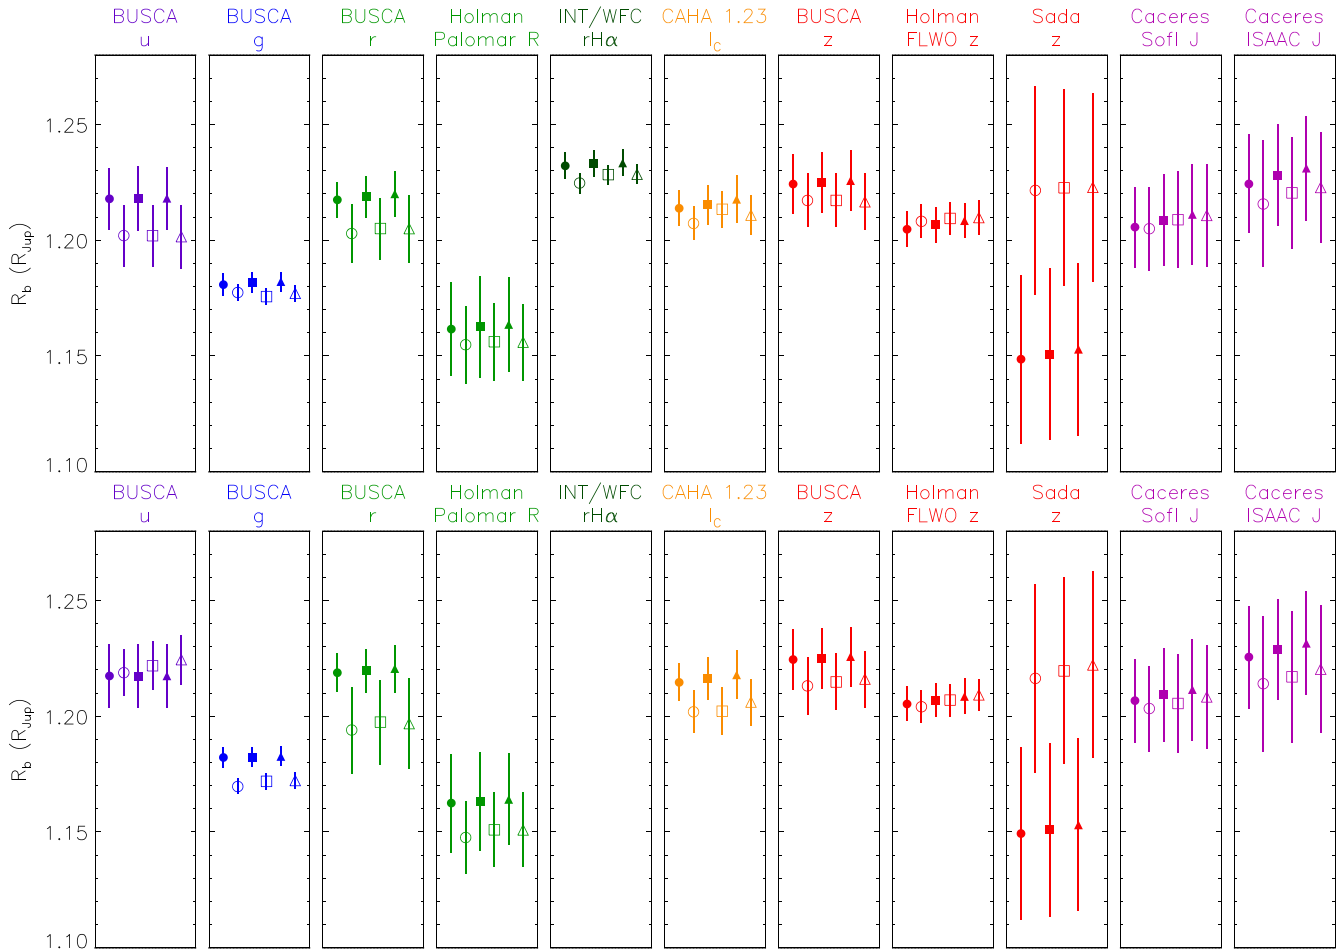 BUSCA BUSCA BUSCA Holman INT/WFC CAHA 1.23 BUSCA Holman Sada Caceres Caceres
u g r Palomar R rHα I_c z FLWO z z SofI J ISAAC J
1.25
1.20
1.15
1.10
R_b (R_Jup)
BUSCA BUSCA BUSCA Holman INT/WFC CAHA 1.23 BUSCA Holman Sada Caceres Caceres
u g r Palomar R rHα I_c z FLWO z z SofI J ISAAC J
1.25
1.20
1.15
1.10
R_b (R_Jup)